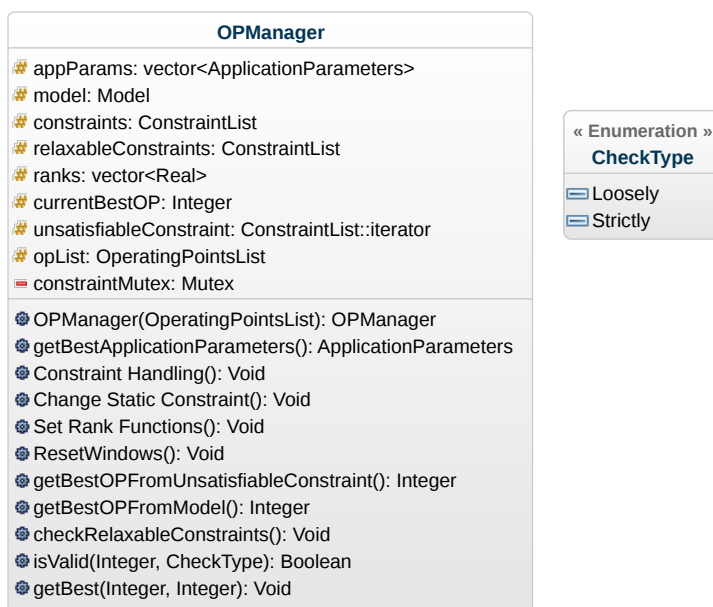 OPManager
appParams: vector<ApplicationParameters>
model: Model
constraints: ConstraintList
relaxableConstraints: ConstraintList
ranks: vector<Real>
currentBestOP: Integer
unsatisfiableConstraint: ConstraintList::iterator
opList: OperatingPointsList
constraintMutex: Mutex
OPManager(OperatingPointsList): OPManager
getBestApplicationParameters(): ApplicationParameters
Constraint Handling(): Void
Change Static Constraint(): Void
Set Rank Functions(): Void
ResetWindows(): Void
getBestOPFromUnsatisfiableConstraint(): Integer
getBestOPFromModel(): Integer
checkRelaxableConstraints(): Void
isValid(Integer, CheckType): Boolean
getBest(Integer, Integer): Void
« Enumeration »
CheckType
Loosely
Strictly